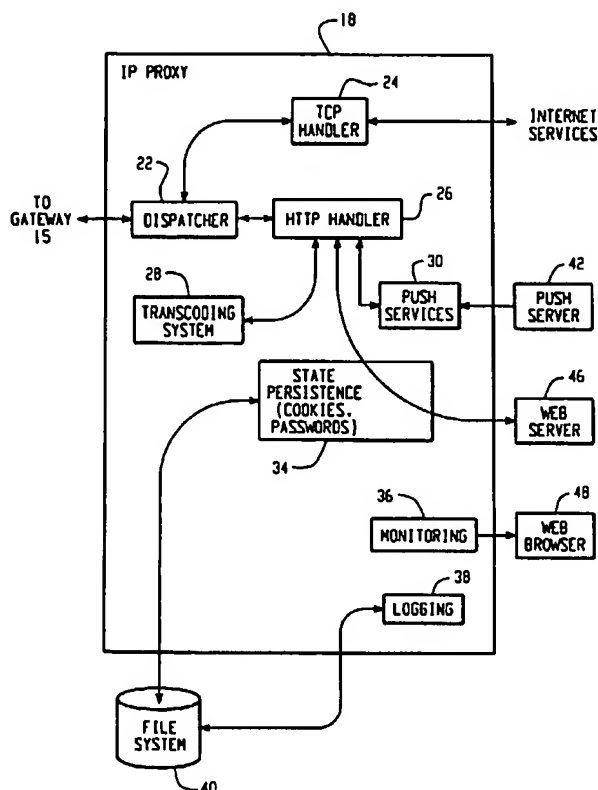 18
IP PROXY
24
TCP
HANDLER
INTERNET
SERVICES
22
26
TO
GATEWAY
15
DISPATCHER
HTTP HANDLER
28
30
42
TRANSCODING
SYSTEM
PUSH
SERVICES
PUSH
SERVER
STATE
PERSISTENCE
(COOKIES,
PASSWORDS)
34
46
WEB
SERVER
36
48
MONITORING
WEB
BROWSER
38
LOGGING
FILE
SYSTEM
40